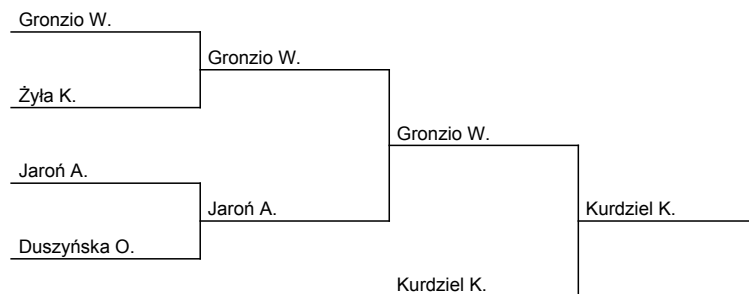 Gronzio W.
Gronzio W.
Żyła K.
Gronzio W.
Jaroń A.
Jaroń A.
Kurdziel K.
Duszyńska O.
Kurdziel K.